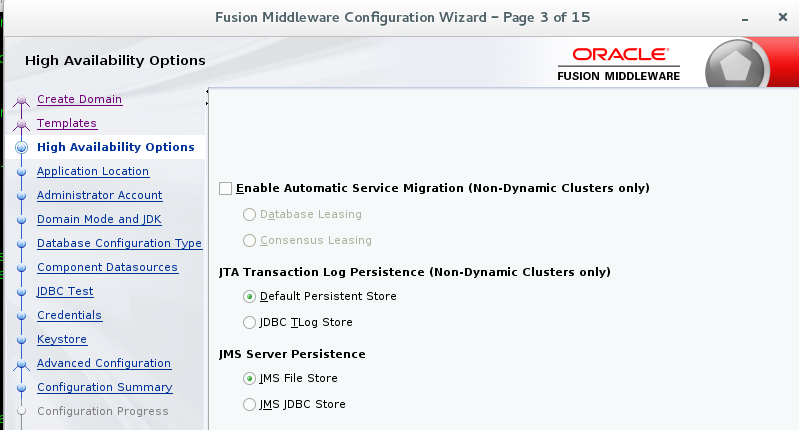 Fusion Middleware Configuration Wizard – Page 3 of 15
High Availability Options
ORACLE
FUSION MIDDLEWARE
Create Domain
Templates
High Availability Options
Application Location
Administrator Account
Domain Mode and JDK
Database Configuration Type
Component Datasources
JDBC Test
Credentials
Keystore
Advanced Configuration
Configuration Summary
Configuration Progress
Enable Automatic Service Migration (Non-Dynamic Clusters only)
Database Leasing
Consensus Leasing
JTA Transaction Log Persistence (Non-Dynamic Clusters only)
Default Persistent Store
JDBC TLog Store
JMS Server Persistence
JMS File Store
JMS JDBC Store